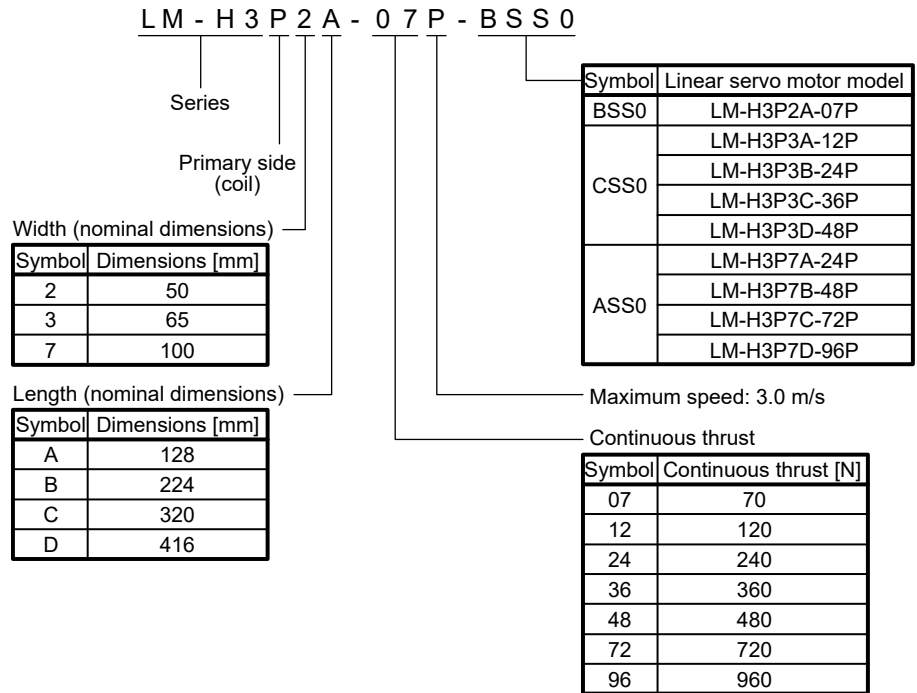 LM-H3P2A-07P-BSS0
Series
Primary side
(coil)
Width (nominal dimensions)
Symbol Dimensions [mm]
2 50
3 65
7 100
Length (nominal dimensions)
Symbol Dimensions [mm]
A 128
B 224
C 320
D 416
Symbol Linear servo motor model
BSS0 LM-H3P2A-07P
CSS0 LM-H3P3A-12P
LM-H3P3B-24P
LM-H3P3C-36P
LM-H3P3D-48P
ASS0 LM-H3P7A-24P
LM-H3P7B-48P
LM-H3P7C-72P
LM-H3P7D-96P
Maximum speed: 3.0 m/s
Continuous thrust
Symbol Continuous thrust [N]
07 70
12 120
24 240
36 360
48 480
72 720
96 960